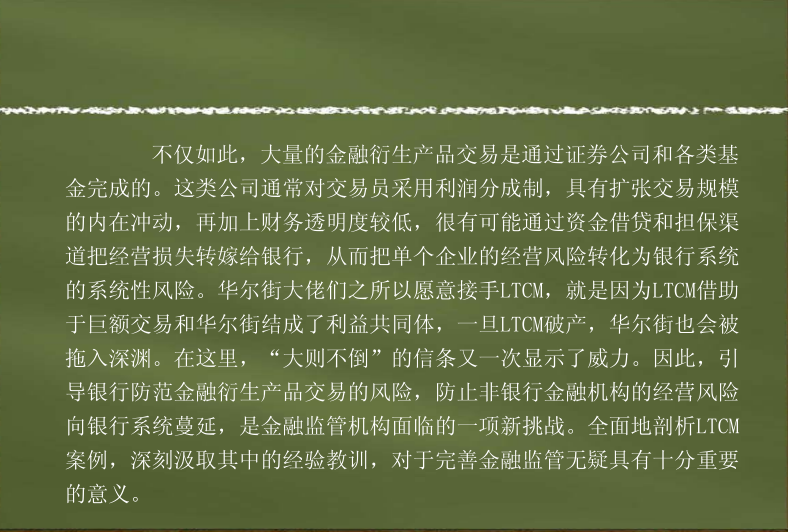 不仅如此，大量的金融衍生产品交易是通过证券公司和各类基
金完成的。这类公司通常对交易员采用利润分成制，具有扩张交易规模
的内在冲动，再加上财务透明度较低，很有可能通过资金借贷和担保渠
道把经营损失转嫁给银行，从而把单个企业的经营风险转化为银行系统
的系统性风险。华尔街大佬们之所以愿意接手LTCM，就是因为LTCM借助
于巨额交易和华尔街结成了利益共同体，一旦LTCM破产，华尔街也会被
拖入深渊。在这里，“大则不倒”的信条又一次显示了威力。因此，引
导银行防范金融衍生产品交易的风险，防止非银行金融机构的经营风险
向银行系统蔓延，是金融监管机构面临的一项新挑战。全面地剖析LTCM
案例，深刻汲取其中的经验教训，对于完善金融监管无疑具有十分重要
的意义。